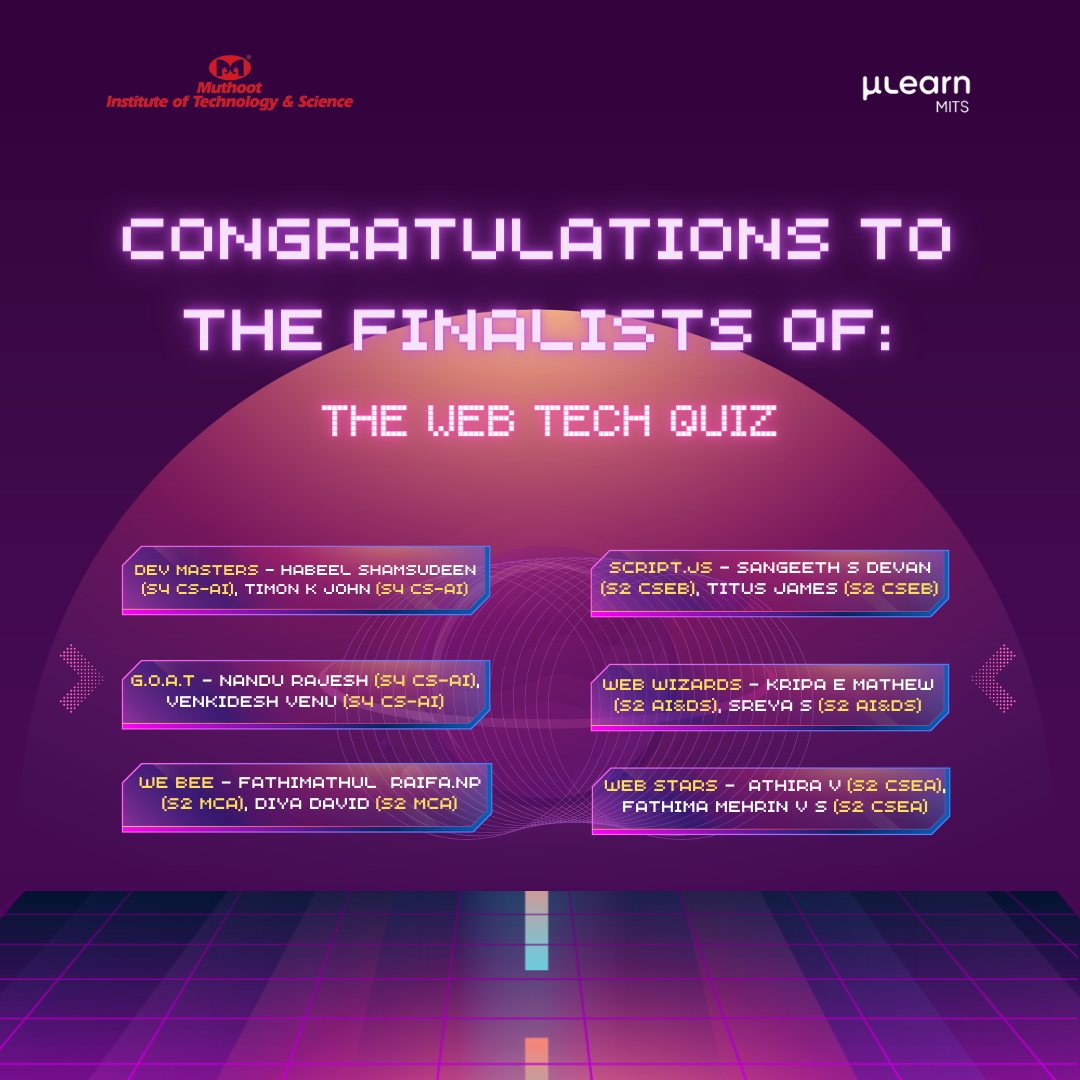 Muthoot
Institute of Technology & Science
µLearn
MITS
CONGRATULATIONS TO
THE FINALISTS OF:
THE WEB TECH QUIZ
DEV MASTERS - HABEEL SHAMSUDEEN
(S4 CS-AI), TIMON K JOHN (S4 CS-AI)
SCRIPT.JS - SANGEETH S DEVAN
(S2 CSEB), TITUS JAMES (S2 CSEB)
G.O.A.T - NANDU RAJESH (S4 CS-AI),
VENKIDESH VENU (S4 CS-AI)
WEB WIZARDS - KRIPA E MATHEW
(S2 AI&DS), SREYA S (S2 AI&DS)
WE BEE - FATHIMATHUL RAIFA.NP
(S2 MCA), DIYA DAVID (S2 MCA)
WEB STARS - ATHIRA V (S2 CSEA),
FATHIMA MEHRIN V S (S2 CSEA)